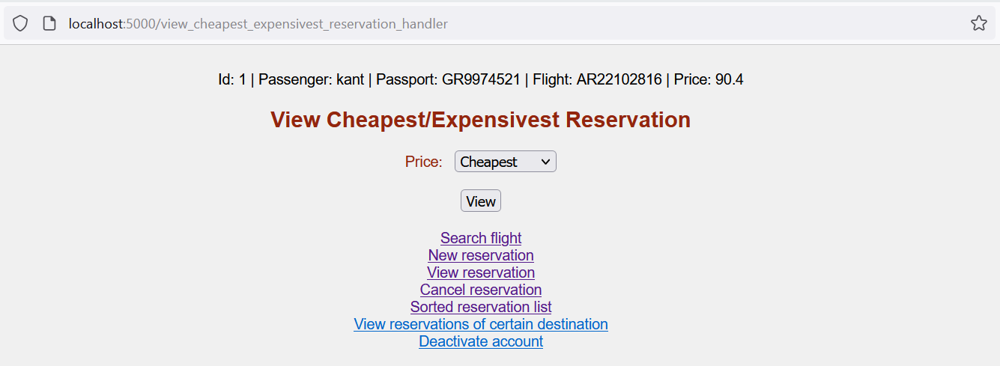 localhost:5000/view_cheapest_expensivest_reservation_handler
Id: 1 | Passenger: kant | Passport: GR9974521 | Flight: AR22102816 | Price: 90.4
View Cheapest/Expensivest Reservation
Price: Cheapest
View
Search flight
New reservation
View reservation
Cancel reservation
Sorted reservation list
View reservations of certain destination
Deactivate account